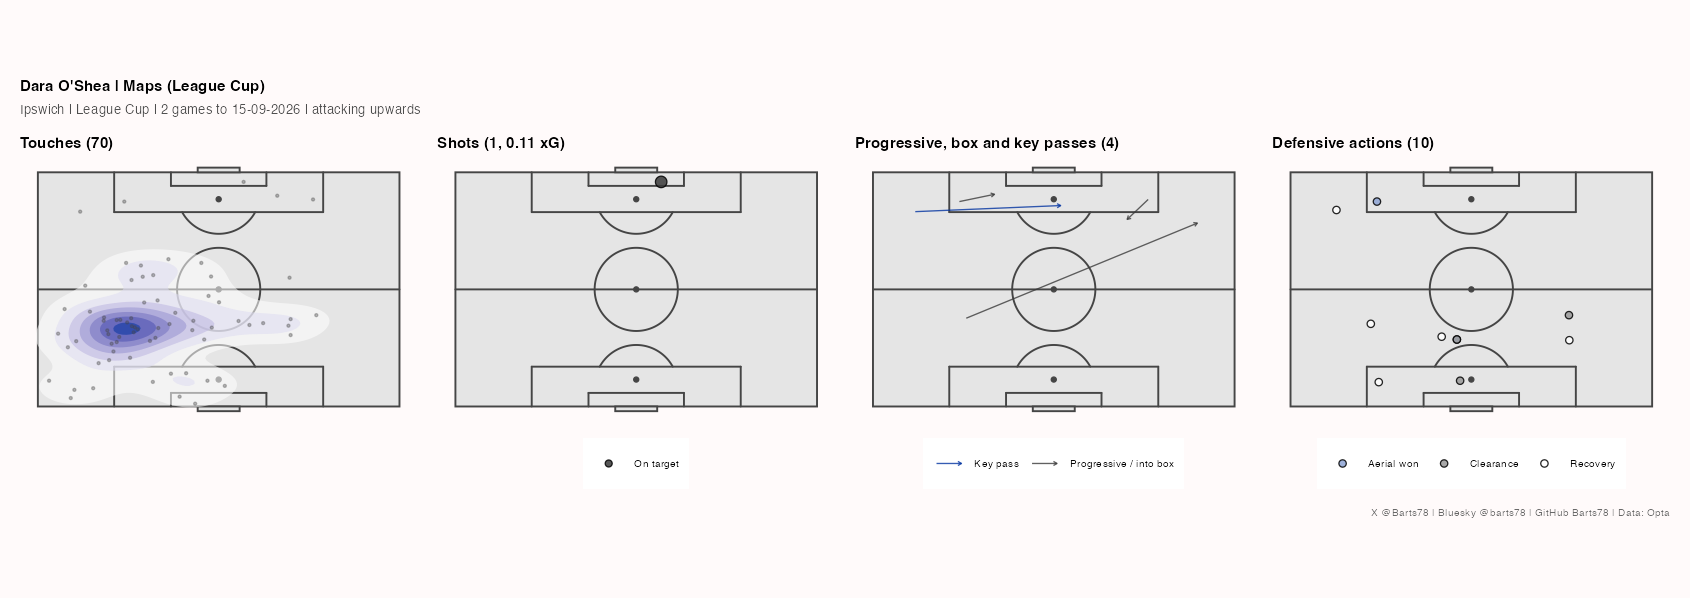 Dara O'Shea | Maps (League Cup)
Ipswich | League Cup | 2 games to 15-09-2026 | attacking upwards
Touches (70)
Shots (1, 0.11 xG)
Progressive, box and key passes (4)
Defensive actions (10)
On target
Key pass
Progressive / into box
Aerial won
Clearance
Recovery
X @Barts78 | Bluesky @barts78 | GitHub Barts78 | Data: Opta